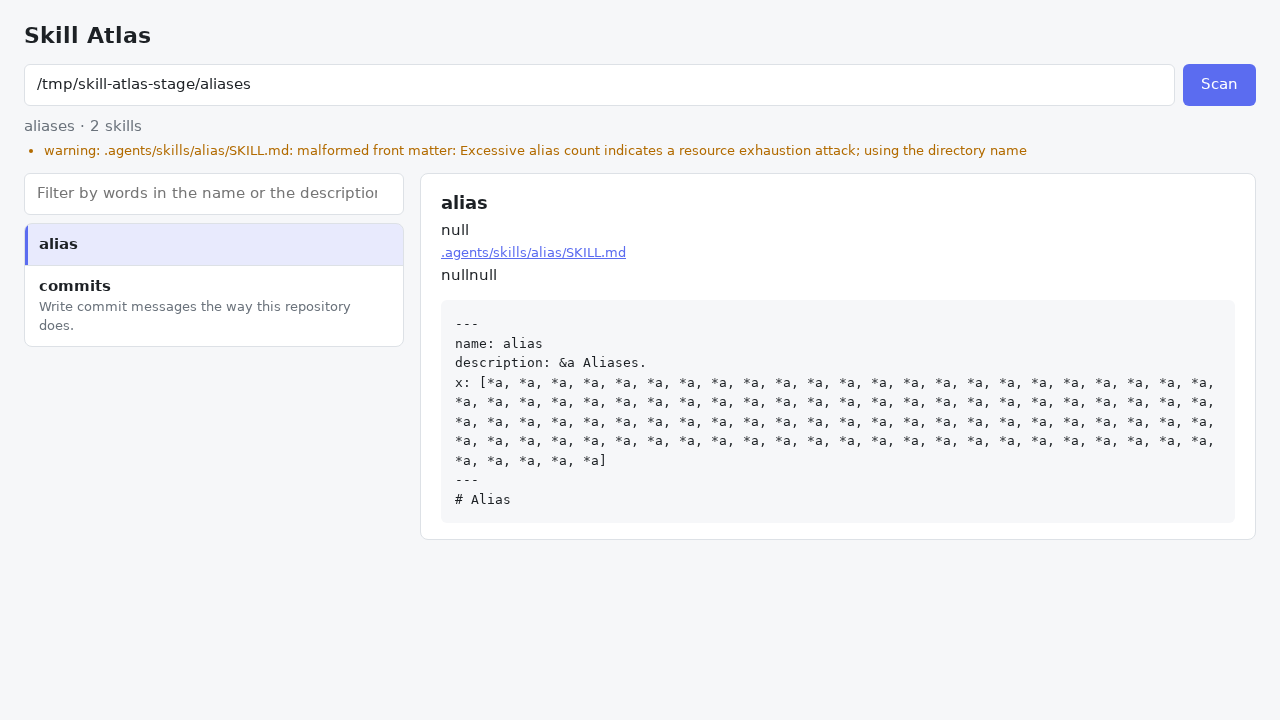 Skill Atlas
/tmp/skill-atlas-stage/aliases
Scan
aliases · 2 skills
• warning: .agents/skills/alias/SKILL.md: malformed front matter: Excessive alias count indicates a resource exhaustion attack; using the directory name
Filter by words in the name or the description
alias
commits
Write commit messages the way this repository
does.
alias
null
.agents/skills/alias/SKILL.md
nullnull
---
name: alias
description: &a Aliases.
x: [*a, *a, *a, *a, *a, *a, *a, *a, *a, *a, *a, *a, *a, *a, *a, *a, *a, *a, *a, *a, *a, *a, *a,
*a, *a, *a, *a, *a, *a, *a, *a, *a, *a, *a, *a, *a, *a, *a, *a, *a, *a, *a, *a, *a, *a, *a, *a,
*a, *a, *a, *a, *a, *a, *a, *a, *a, *a, *a, *a, *a, *a, *a, *a, *a, *a, *a, *a, *a, *a, *a, *a,
*a, *a, *a, *a, *a, *a, *a, *a, *a, *a, *a, *a, *a, *a, *a, *a, *a, *a, *a, *a, *a, *a, *a, *a,
*a, *a, *a, *a, *a]
---
# Alias